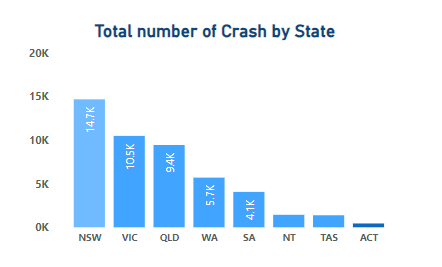 Total number of Crash by State
20K
15K
10K
5K
0K
14.7K
10.5K
9.4K
5.7K
4.1K
NSW VIC QLD WA SA NT TAS ACT